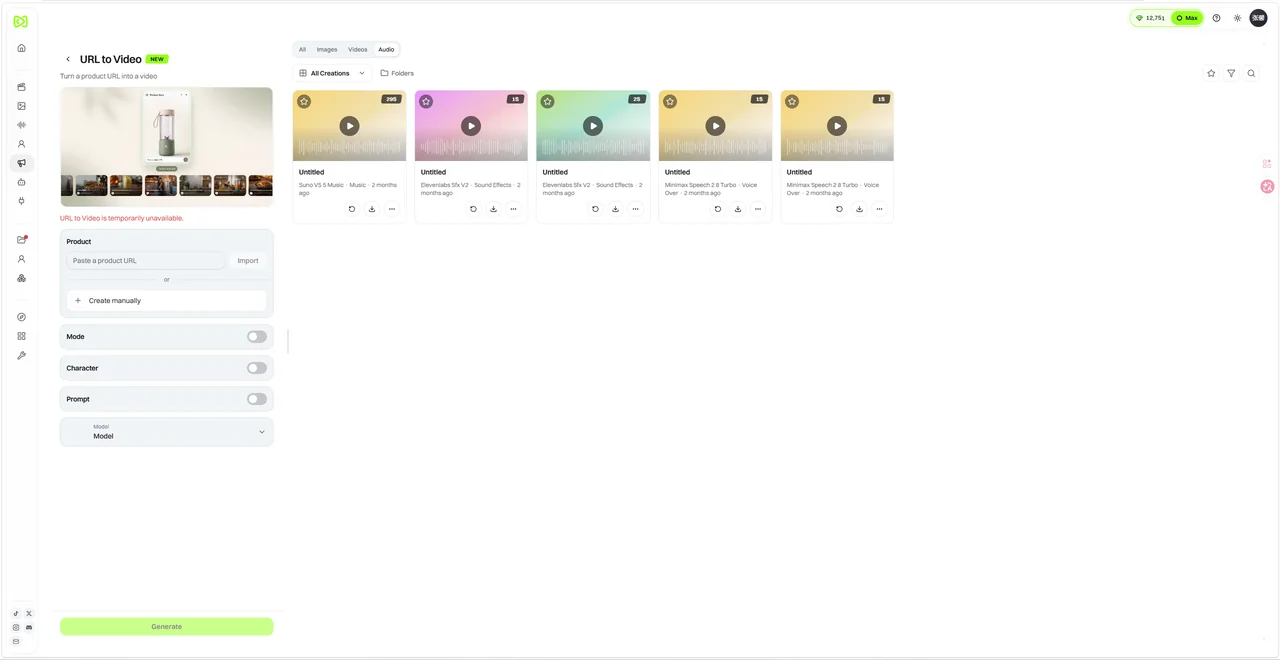 12,751
Max
张馨
URL to Video NEW
Turn a product URL into a video
URL to Video is temporarily unavailable.
Product
Paste a product URL
Import
or
Create manually
Mode
Character
Prompt
Model
Model
Generate
All Images Videos Audio
All Creations
Folders
29S
Untitled
Suno V5 5 Music · Music · 2 months
ago
1S
Untitled
Elevenlabs Sfx V2 · Sound Effects · 2
months ago
2S
Untitled
Elevenlabs Sfx V2 · Sound Effects · 2
months ago
1S
Untitled
Minimax Speech 2 8 Turbo · Voice
Over · 2 months ago
1S
Untitled
Minimax Speech 2 8 Turbo · Voice
Over · 2 months ago